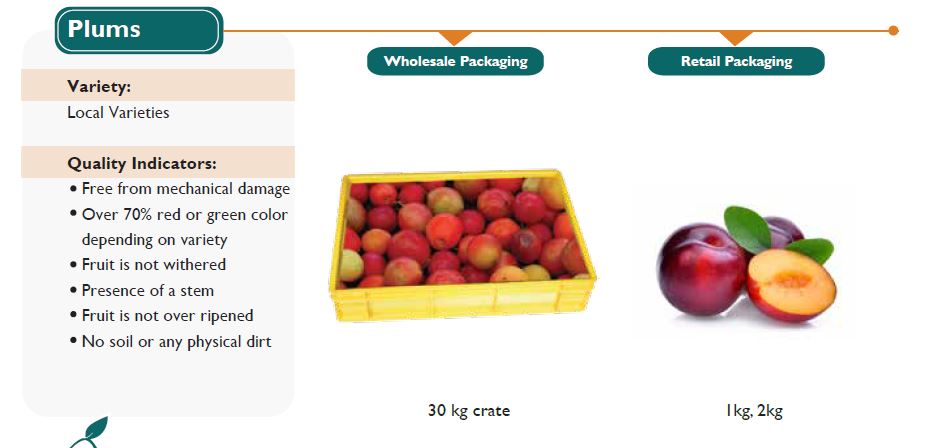 Plums
Wholesale Packaging
Retail Packaging
Variety:
Local Varieties
Quality Indicators:
• Free from mechanical damage
• Over 70% red or green color
depending on variety
• Fruit is not withered
• Presence of a stem
• Fruit is not over ripened
• No soil or any physical dirt
30 kg crate
1kg, 2kg